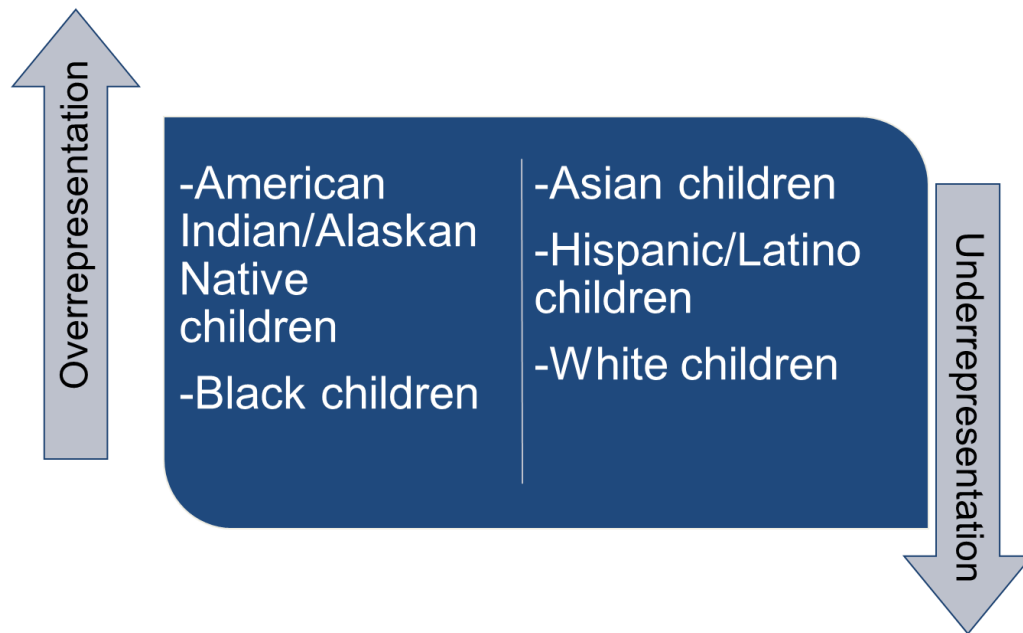 Overrepresentation
-American
Indian/Alaskan
Native
children
-Black children
-Asian children
-Hispanic/Latino
children
-White children
Underrepresentation